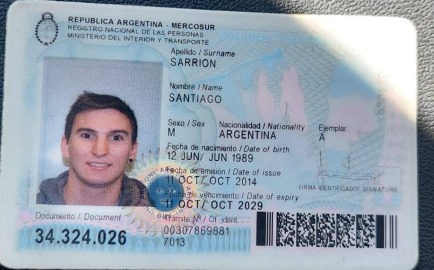 REPUBLICA ARGENTINA - MERCOSUR
REGISTRO NACIONAL DE LAS PERSONAS
MINISTERIO DEL INTERIOR Y TRANSPORTE
Apellido / Surname
SARRION
Nombre / Name
SANTIAGO
Sexo / Sex Nacionalidad / Nationality Ejemplar
M ARGENTINA A
Fecha de nacimiento / Date of birth
12 JUN/ JUN 1989
Fecha de emisión / Date of issue
11 OCT/ OCT 2014
de vencimiento / Date of expiry
11 OCT/ OCT 2029
FIRMA IDENTIFICADO/ SIGNATURE
Documento / Document
34.324.026
Trámite Nº / Of. ident.
00307869881
7013